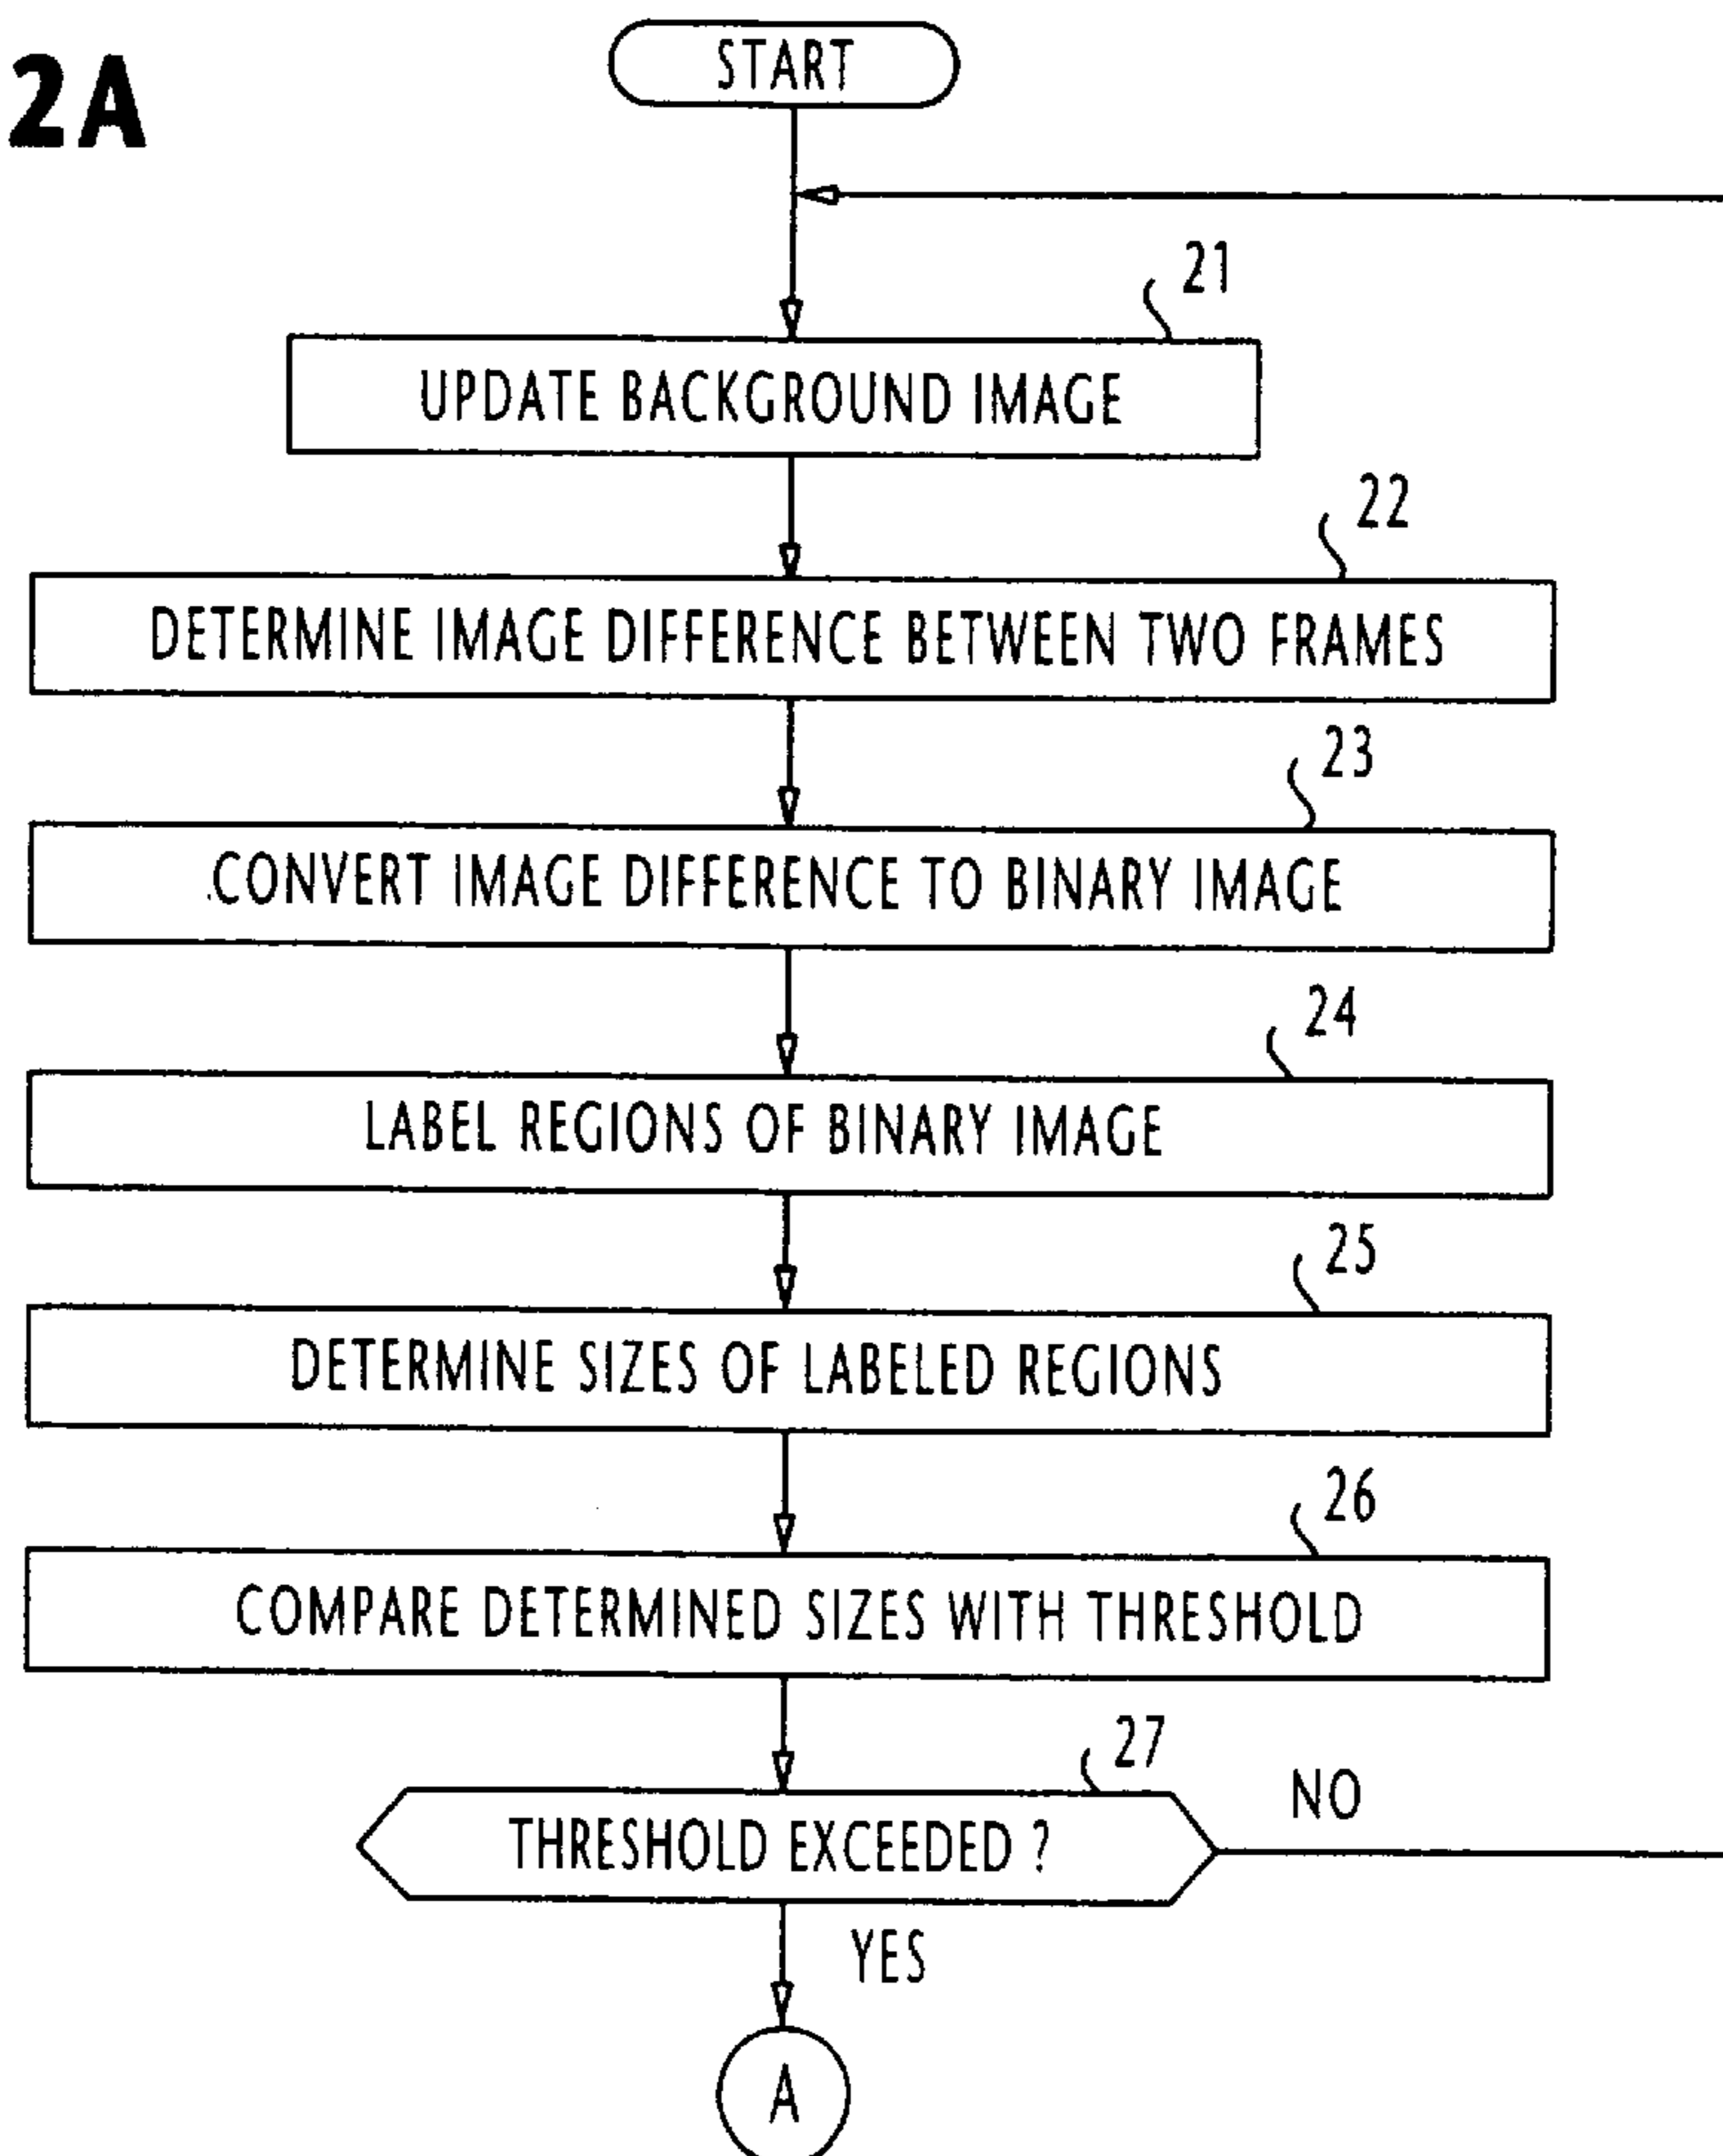 2A
START
21
UPDATE BACKGROUND IMAGE
22
DETERMINE IMAGE DIFFERENCE BETWEEN TWO FRAMES
23
CONVERT IMAGE DIFFERENCE TO BINARY IMAGE
24
LABEL REGIONS OF BINARY IMAGE
25
DETERMINE SIZES OF LABELED REGIONS
26
COMPARE DETERMINED SIZES WITH THRESHOLD
27
NO
THRESHOLD EXCEEDED ?
YES
A